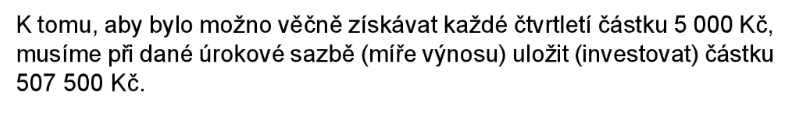 K tomu, aby bylo možno věčně získávat každé čtvrtletí částku 5 000 Kč,
musíme při dané úrokové sazbě (míře výnosu) uložit (investovat) částku
507 500 Kč.